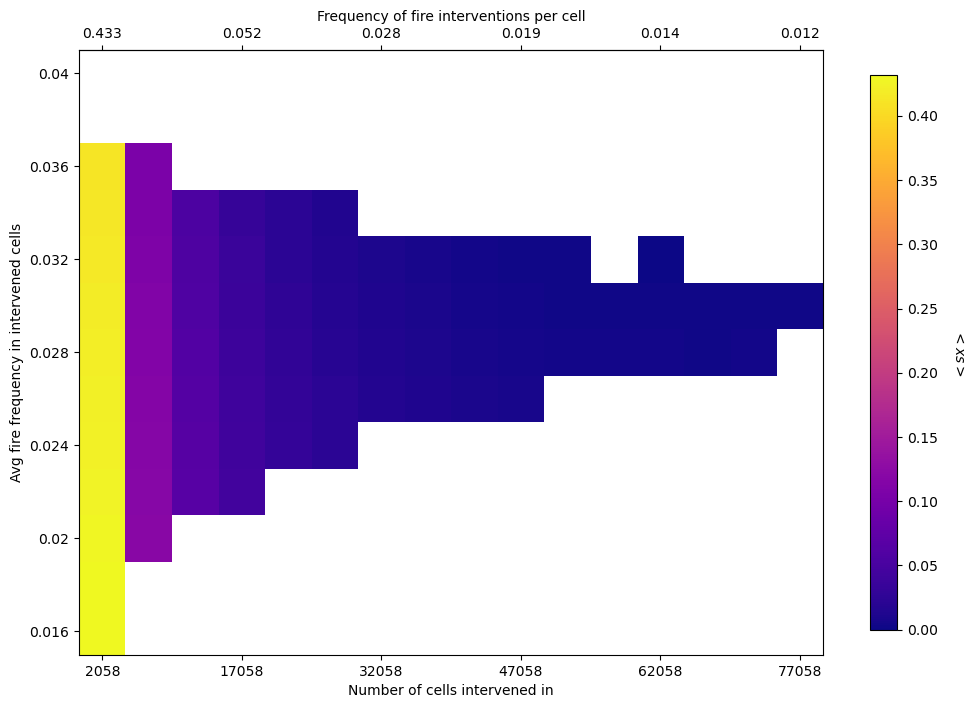 Frequency of fire interventions per cell
0.433 0.052 0.028 0.019 0.014 0.012
0.04
0.036
0.032
0.028
0.024
0.02
0.016
Avg fire frequency in intervened cells
2058 17058 32058 47058 62058 77058
Number of cells intervened in
0.40
0.35
0.30
0.25
0.20
0.15
0.10
0.05
0.00
< xs >